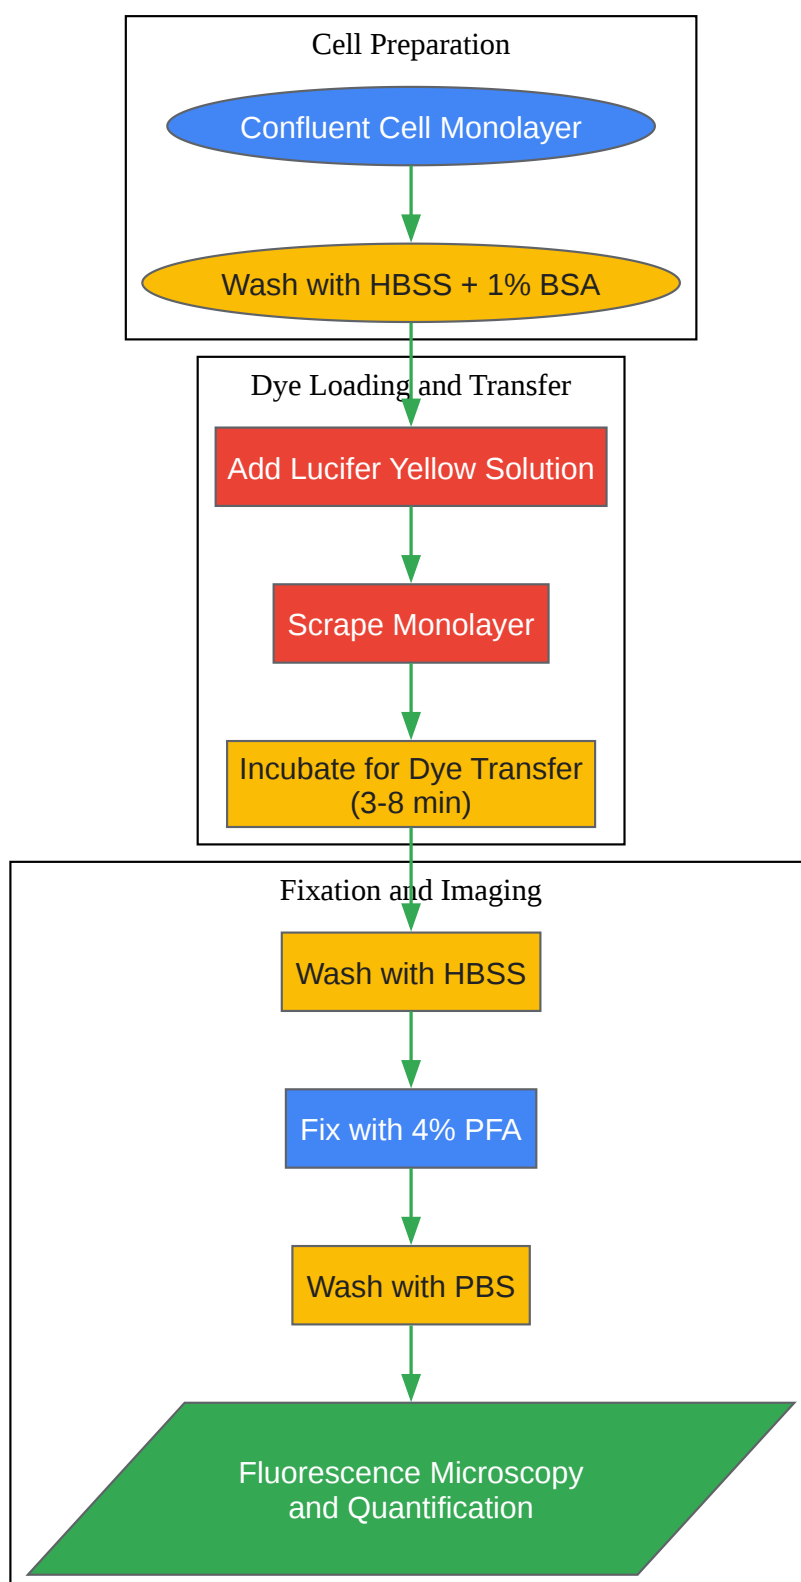 Cell Preparation
Confluent Cell Monolayer
Wash with HBSS + 1% BSA
Dye Loading and Transfer
Add Lucifer Yellow Solution
Scrape Monolayer
Incubate for Dye Transfer
(3-8 min)
Fixation and Imaging
Wash with HBSS
Fix with 4% PFA
Wash with PBS
Fluorescence Microscopy
and Quantification